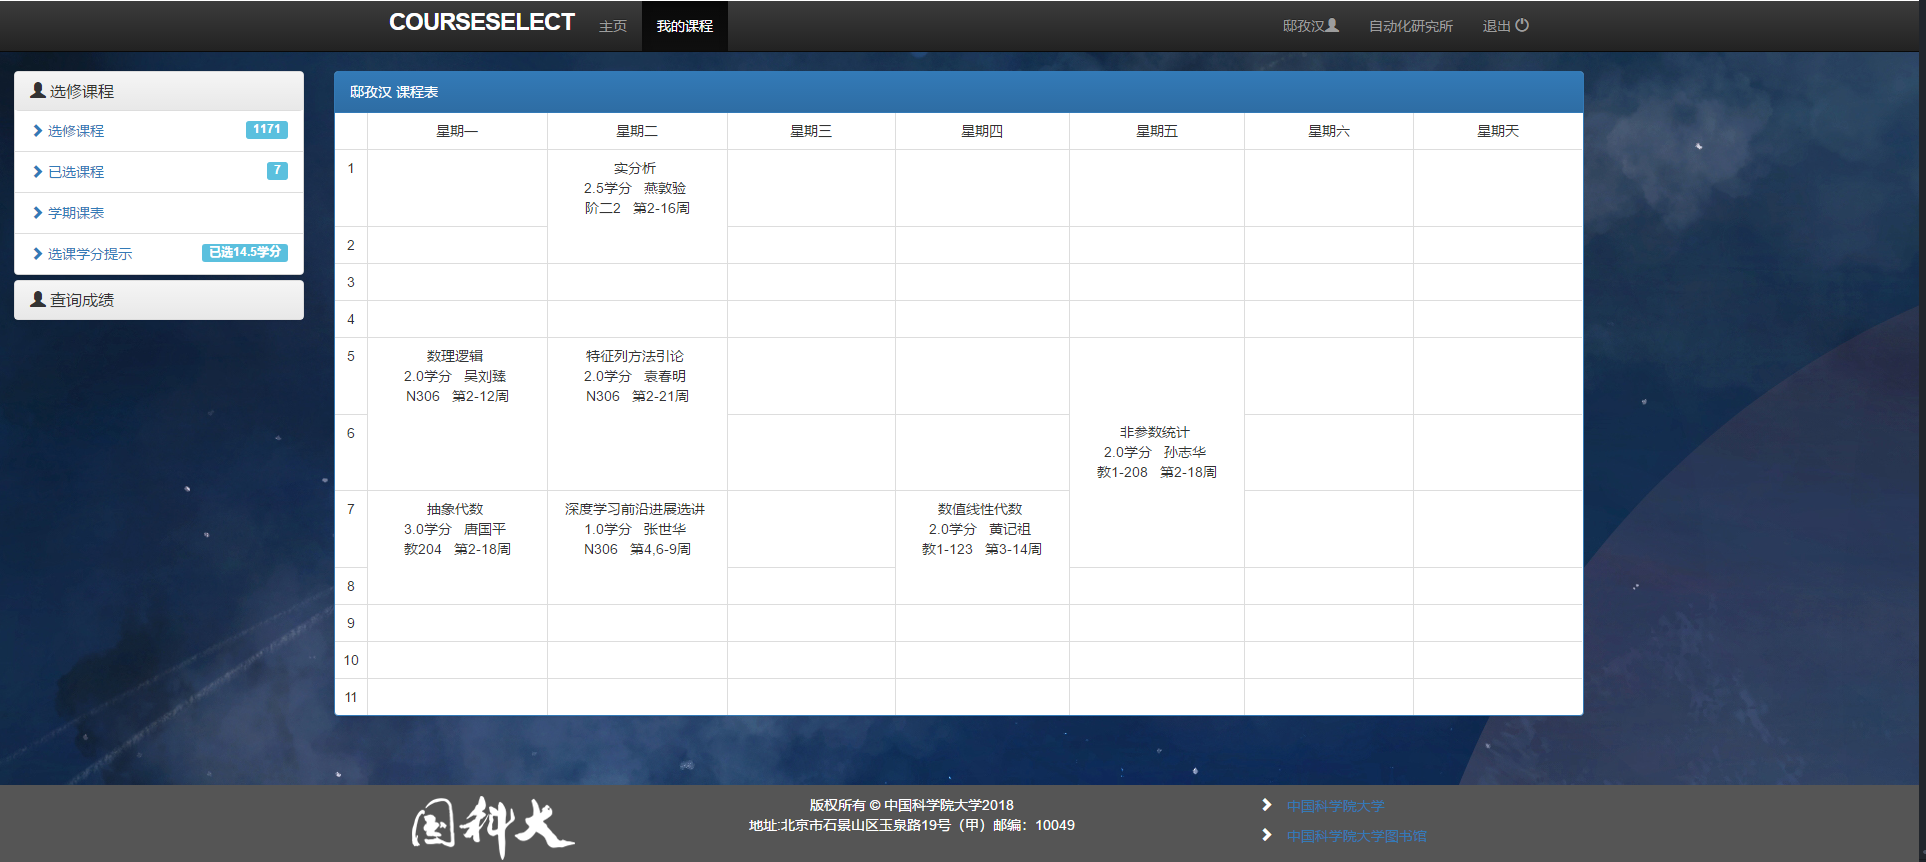 COURSESELECT 主页 我的课程 邸孜汉 自动化研究所 退出
选修课程
选修课程 1171
已选课程 7
学期课表
选课学分提示 已选14.5学分
查询成绩
邸孜汉 课程表
星期一 星期二 星期三 星期四 星期五 星期六 星期天
1
实分析
2.5学分 燕敦验
阶二2 第2-16周
2
3
4
5
数理逻辑
2.0学分 吴刘臻
N306 第2-12周
特征列方法引论
2.0学分 袁春明
N306 第2-21周
6
非参数统计
2.0学分 孙志华
教1-208 第2-18周
7
抽象代数
3.0学分 唐国平
教204 第2-18周
深度学习前沿进展选讲
1.0学分 张世华
N306 第4,6-9周
数值线性代数
2.0学分 黄记祖
教1-123 第3-14周
8
9
10
11
国科大
版权所有 © 中国科学院大学2018
地址:北京市石景山区玉泉路19号（甲）邮编：10049
中国科学院大学
中国科学院大学图书馆